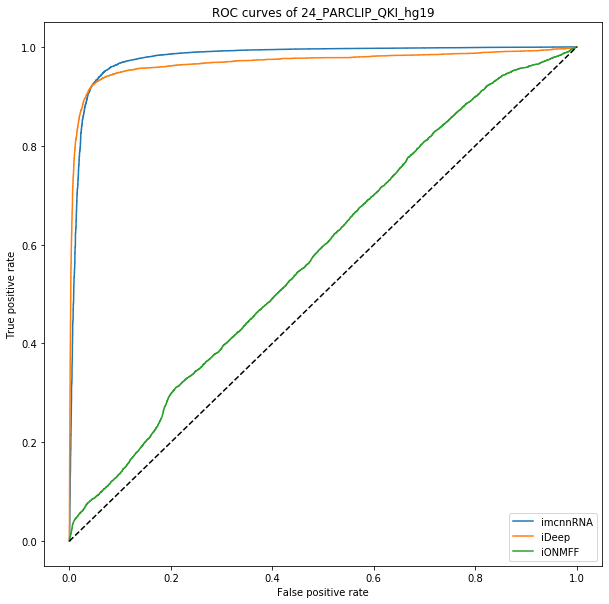 ROC curves of 24_PARCLIP_QKI_hg19
True positive rate
1.0
0.8
0.6
0.4
0.2
0.0
0.0 0.2 0.4 0.6 0.8 1.0
False positive rate
imcnnRNA
iDeep
iONMFF